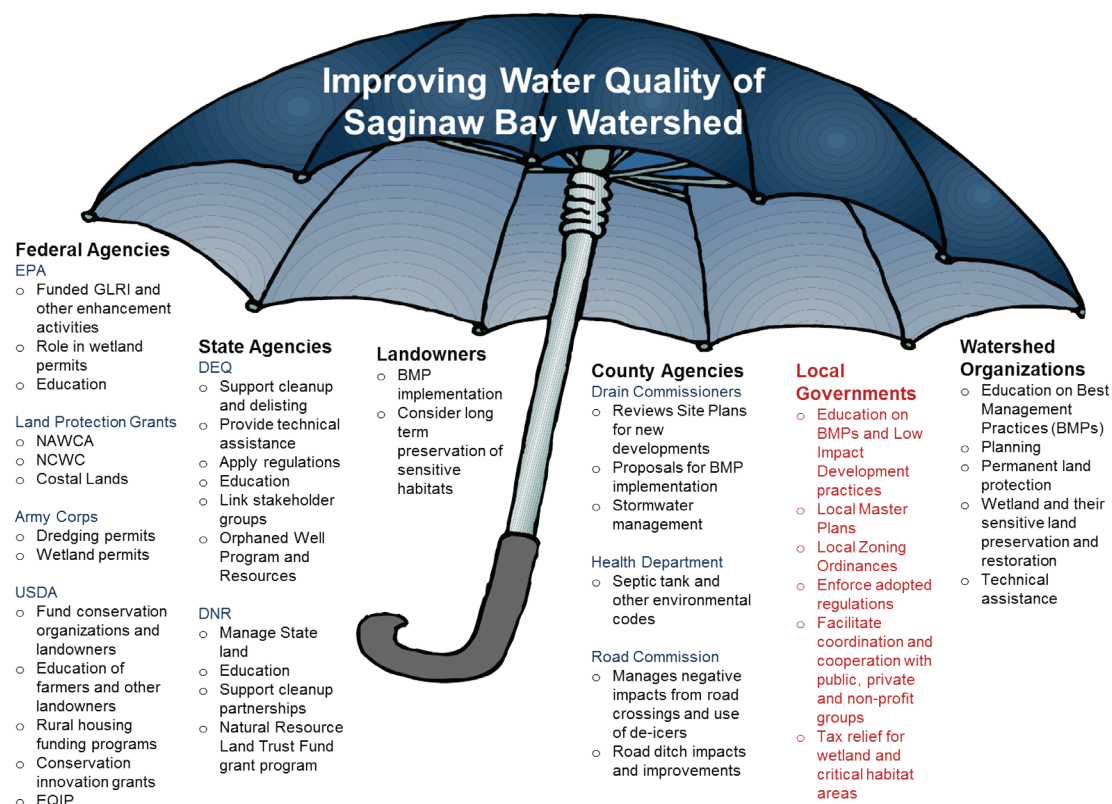 Improving Water Quality of
Saginaw Bay Watershed
Federal Agencies
EPA
o Funded GLRI and
other enhancement
activities
o Role in wetland
permits
o Education
Land Protection Grants
o NAWCA
o NCWC
o Costal Lands
Army Corps
o Dredging permits
o Wetland permits
USDA
o Fund conservation
organizations and
landowners
o Education of
farmers and other
landowners
o Rural housing
funding programs
o Conservation
innovation grants
o EQIP
State Agencies
DEQ
o Support cleanup
and delisting
o Provide technical
assistance
o Apply regulations
o Education
o Link stakeholder
groups
o Orphaned Well
Program and
Resources
DNR
o Manage State
land
o Education
o Support cleanup
partnerships
o Natural Resource
Land Trust Fund
grant program
Landowners
o BMP
implementation
o Consider long
term
preservation of
sensitive
habitats
County Agencies
Drain Commissioners
o Reviews Site Plans
for new
developments
o Proposals for BMP
implementation
o Stormwater
management
Health Department
o Septic tank and
other environmental
codes
Road Commission
o Manages negative
impacts from road
crossings and use
of de-icers
o Road ditch impacts
and improvements
Local
Governments
o Education on
BMPs and Low
Impact
Development
practices
o Local Master
Plans
o Local Zoning
Ordinances
o Enforce adopted
regulations
o Facilitate
coordination and
cooperation with
public, private
and non-profit
groups
o Tax relief for
wetland and
critical habitat
areas
Watershed
Organizations
o Education on Best
Management
Practices (BMPs)
o Planning
o Permanent land
protection
o Wetland and their
sensitive land
preservation and
restoration
o Technical
assistance